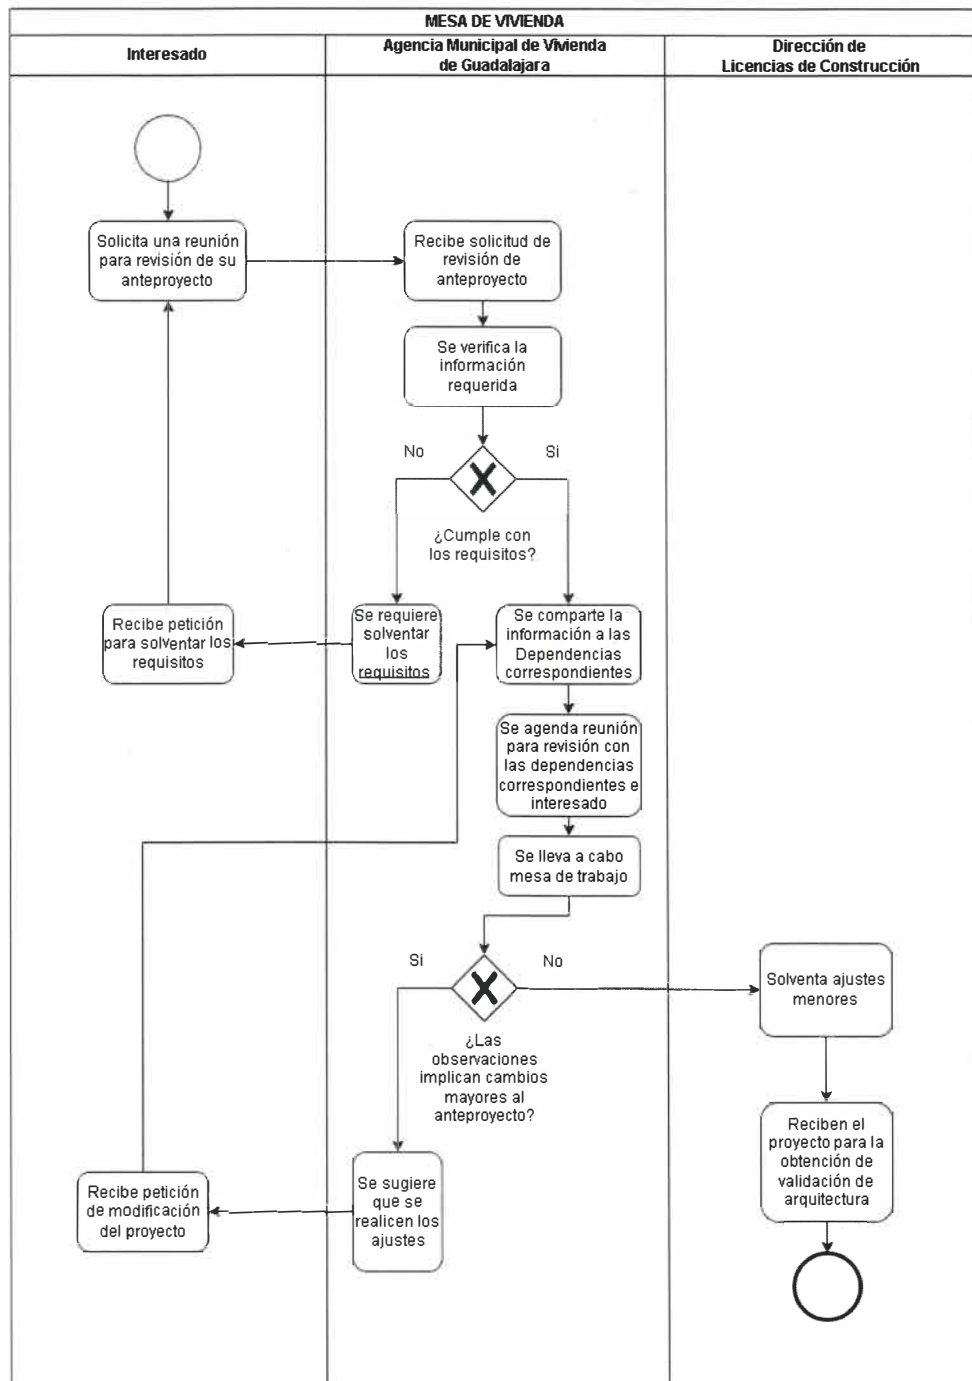 MESA DE VIVIENDA
Interesado
Agencia Municipal de Vivienda
de Guadalajara
Dirección de
Licencias de Construcción
Solicita una reunión
para revisión de su
anteproyecto
Recibe solicitud de
revisión de
anteproyecto
Se verifica la
información
requerida
No
Si
¿Cumple con
los requisitos?
Recibe petición
para solventar los
requisitos
Se requiere
solventar
los
requisitos
Se comparte la
información a las
Dependencias
correspondientes
Se agenda reunión
para revisión con
las dependencias
correspondientes e
interesado
Se lleva a cabo
mesa de trabajo
Si
No
¿Las
observaciones
implican cambios
mayores al
anteproyecto?
Solventa ajustes
menores
Reciben el
proyecto para la
obtención de
validación de
arquitectura
Recibe petición
de modificación
del proyecto
Se sugiere
que se
realicen los
ajustes